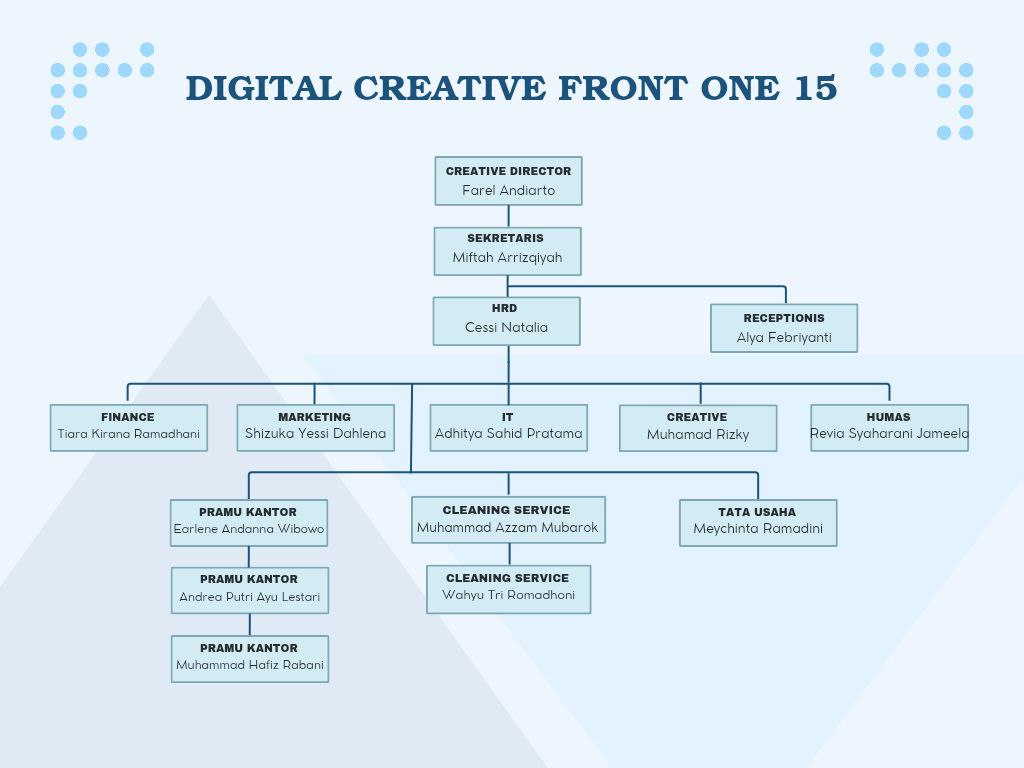 DIGITAL CREATIVE FRONT ONE 15
CREATIVE DIRECTOR
Farel Andiarto
SEKRETARIS
Miftah Arrizqiyah
HRD
Cessi Natalia
RECEPTIONIS
Alya Febriyanti
FINANCE
Tiara Kirana Ramadhani
MARKETING
Shizuka Yessi Dahlena
IT
Adhitya Sahid Pratama
CREATIVE
Muhamad Rizky
HUMAS
Revia Syaharani Jameela
PRAMU KANTOR
Earlene Andanna Wibowo
CLEANING SERVICE
Muhammad Azzam Mubarok
TATA USAHA
Meychinta Ramadini
PRAMU KANTOR
Andrea Putri Ayu Lestari
CLEANING SERVICE
Wahyu Tri Romadhoni
PRAMU KANTOR
Muhammad Hafiz Rabani